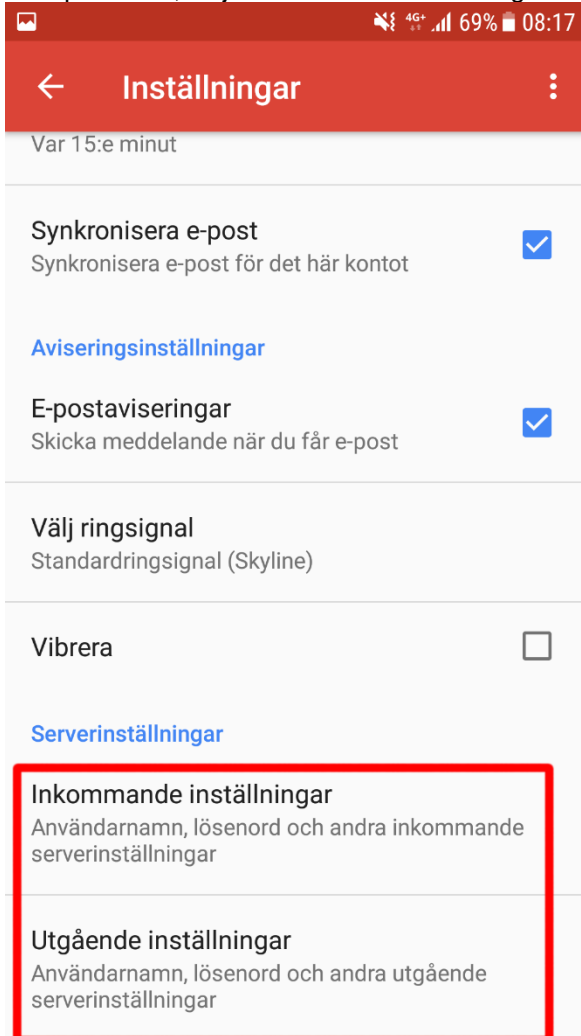 4G+ 69% 08:17
Inställningar
Var 15:e minut
Synkronisera e-post
Synkronisera e-post för det här kontot
Aviseringsinställningar
E-postaviseringar
Skicka meddelande när du får e-post
Välj ringsignal
Standardringsignal (Skyline)
Vibrera
Serverinställningar
Inkommande inställningar
Användarnamn, lösenord och andra inkommande
serverinställningar
Utgående inställningar
Användarnamn, lösenord och andra utgående
serverinställningar